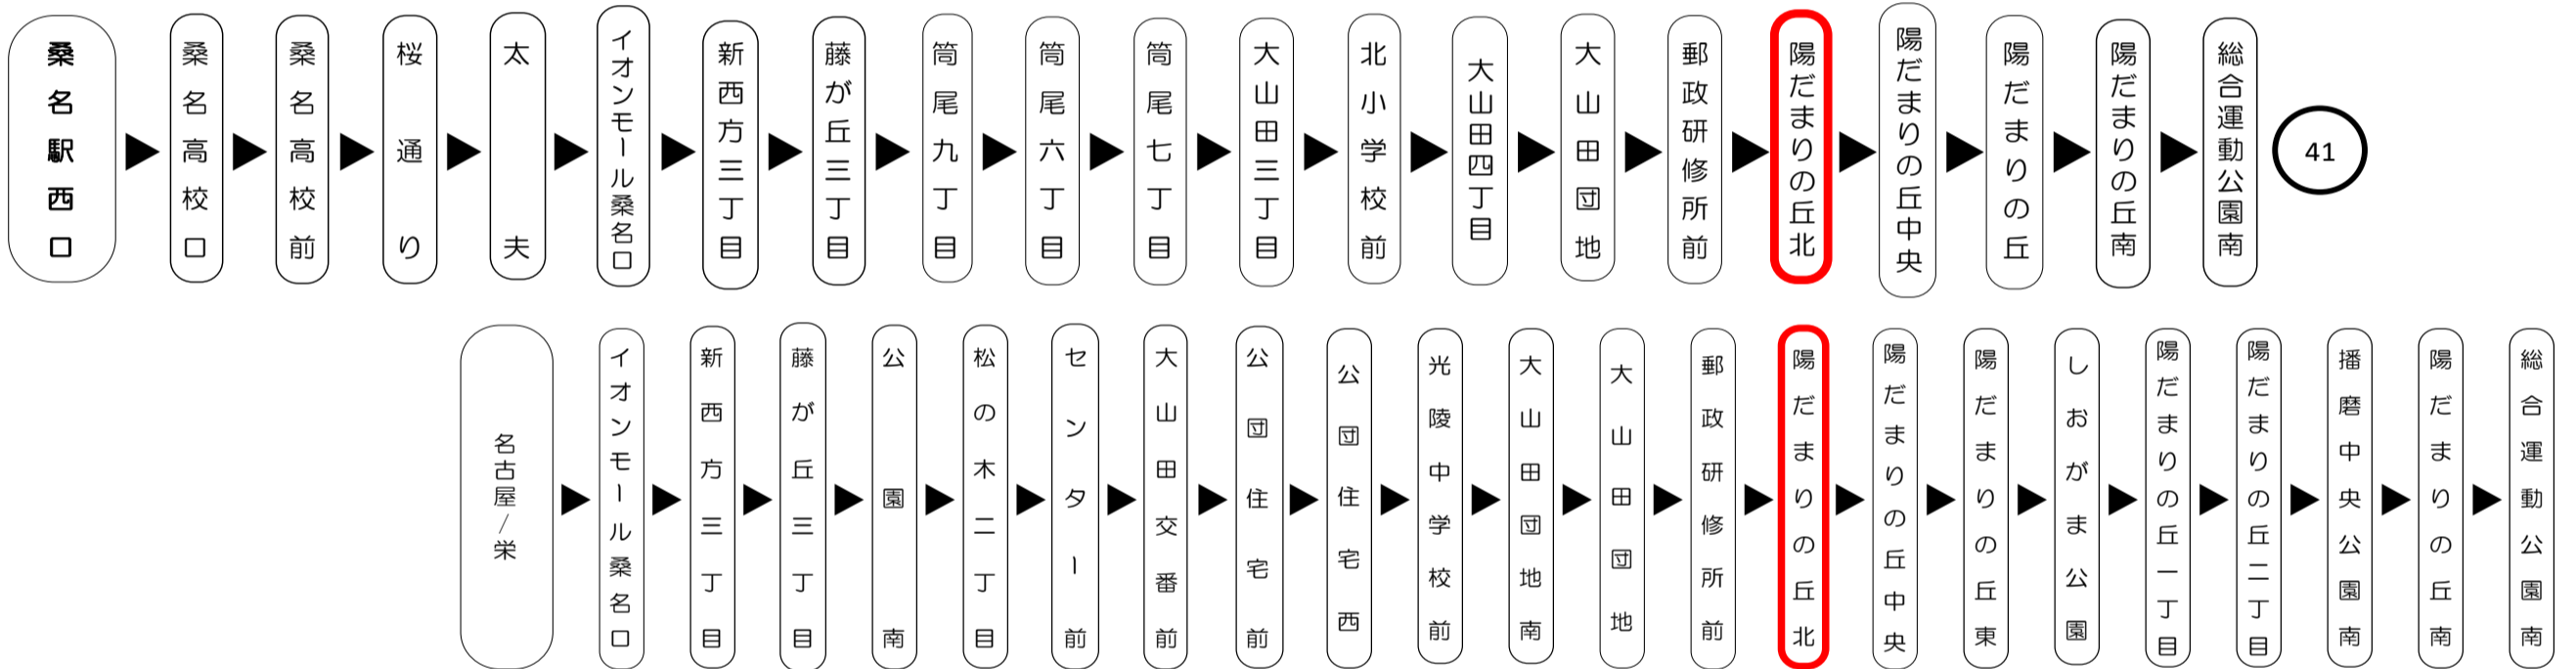 桑名駅西口
桑名高校口
桑名高校前
桜通り
太夫
イオンモール桑名口
新西方三丁目
藤が丘三丁目
筒尾九丁目
筒尾六丁目
筒尾七丁目
大山田三丁目
北小学校前
大山田四丁目
大山田団地
郵政研修所前
陽だまりの丘北
陽だまりの丘中央
陽だまりの丘
陽だまりの丘南
総合運動公園南
41
名古屋/栄
イオンモール桑名口
新西方三丁目
藤が丘三丁目
公園南
松の木二丁目
センター前
大山田交番前
公団住宅前
公団住宅西
光陵中学校前
大山田団地南
大山田団地
郵政研修所前
陽だまりの丘北
陽だまりの丘中央
陽だまりの丘東
しおがま公園
陽だまりの丘一丁目
陽だまりの丘二丁目
播磨中央公園南
陽だまりの丘南
総合運動公園南